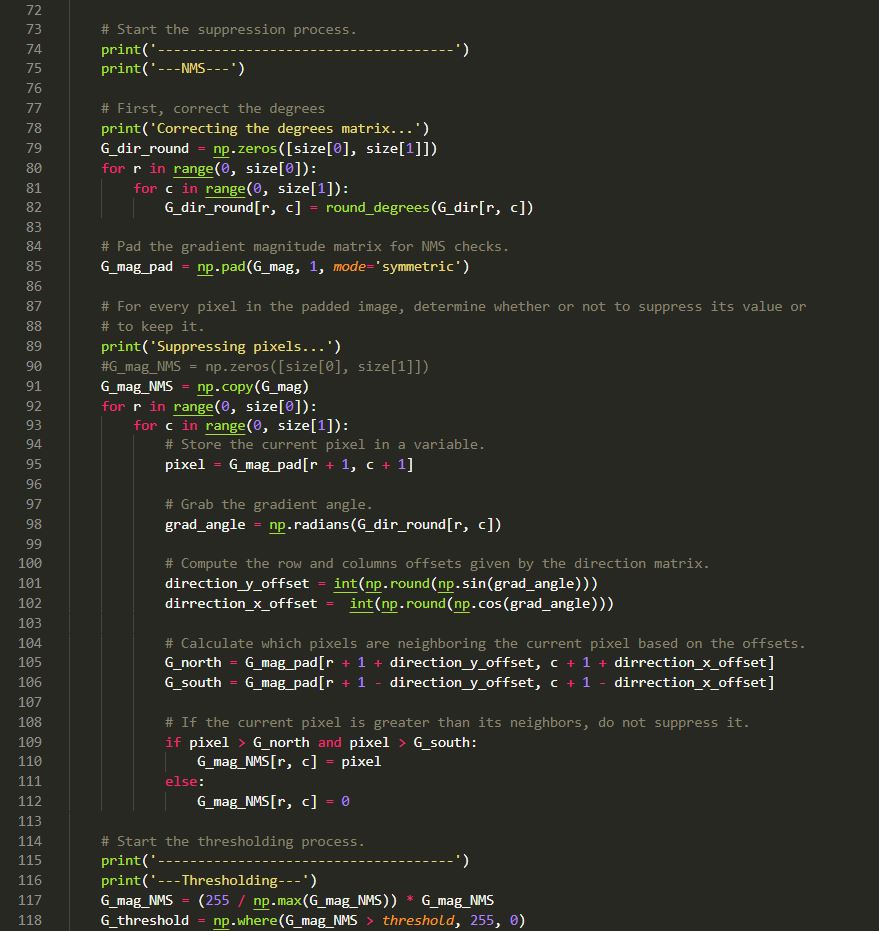 72
73 # Start the suppression process.
74 print('-------------------------------------')
75 print('---NMS---')
76
77 # First, correct the degrees
78 print('Correcting the degrees matrix...')
79 G_dir_round = np.zeros([size[0], size[1]])
80 for r in range(0, size[0]):
81 for c in range(0, size[1]):
82 G_dir_round[r, c] = round_degrees(G_dir[r, c])
83
84 # Pad the gradient magnitude matrix for NMS checks.
85 G_mag_pad = np.pad(G_mag, 1, mode='symmetric')
86
87 # For every pixel in the padded image, determine whether or not to suppress its value or
88 # to keep it.
89 print('Suppressing pixels...')
90 #G_mag_NMS = np.zeros([size[0], size[1]])
91 G_mag_NMS = np.copy(G_mag)
92 for r in range(0, size[0]):
93 for c in range(0, size[1]):
94 # Store the current pixel in a variable.
95 pixel = G_mag_pad[r + 1, c + 1]
96
97 # Grab the gradient angle.
98 grad_angle = np.radians(G_dir_round[r, c])
99
100 # Compute the row and columns offsets given by the direction matrix.
101 direction_y_offset = int(np.round(np.sin(grad_angle)))
102 dirrection_x_offset =  int(np.round(np.cos(grad_angle)))
103
104 # Calculate which pixels are neighboring the current pixel based on the offsets.
105 G_north = G_mag_pad[r + 1 + direction_y_offset, c + 1 + dirrection_x_offset]
106 G_south = G_mag_pad[r + 1 - direction_y_offset, c + 1 - dirrection_x_offset]
107
108 # If the current pixel is greater than its neighbors, do not suppress it.
109 if pixel > G_north and pixel > G_south:
110 G_mag_NMS[r, c] = pixel
111 else:
112 G_mag_NMS[r, c] = 0
113
114 # Start the thresholding process.
115 print('-------------------------------------')
116 print('---Thresholding---')
117 G_mag_NMS = (255 / np.max(G_mag_NMS)) * G_mag_NMS
118 G_threshold = np.where(G_mag_NMS > threshold, 255, 0)